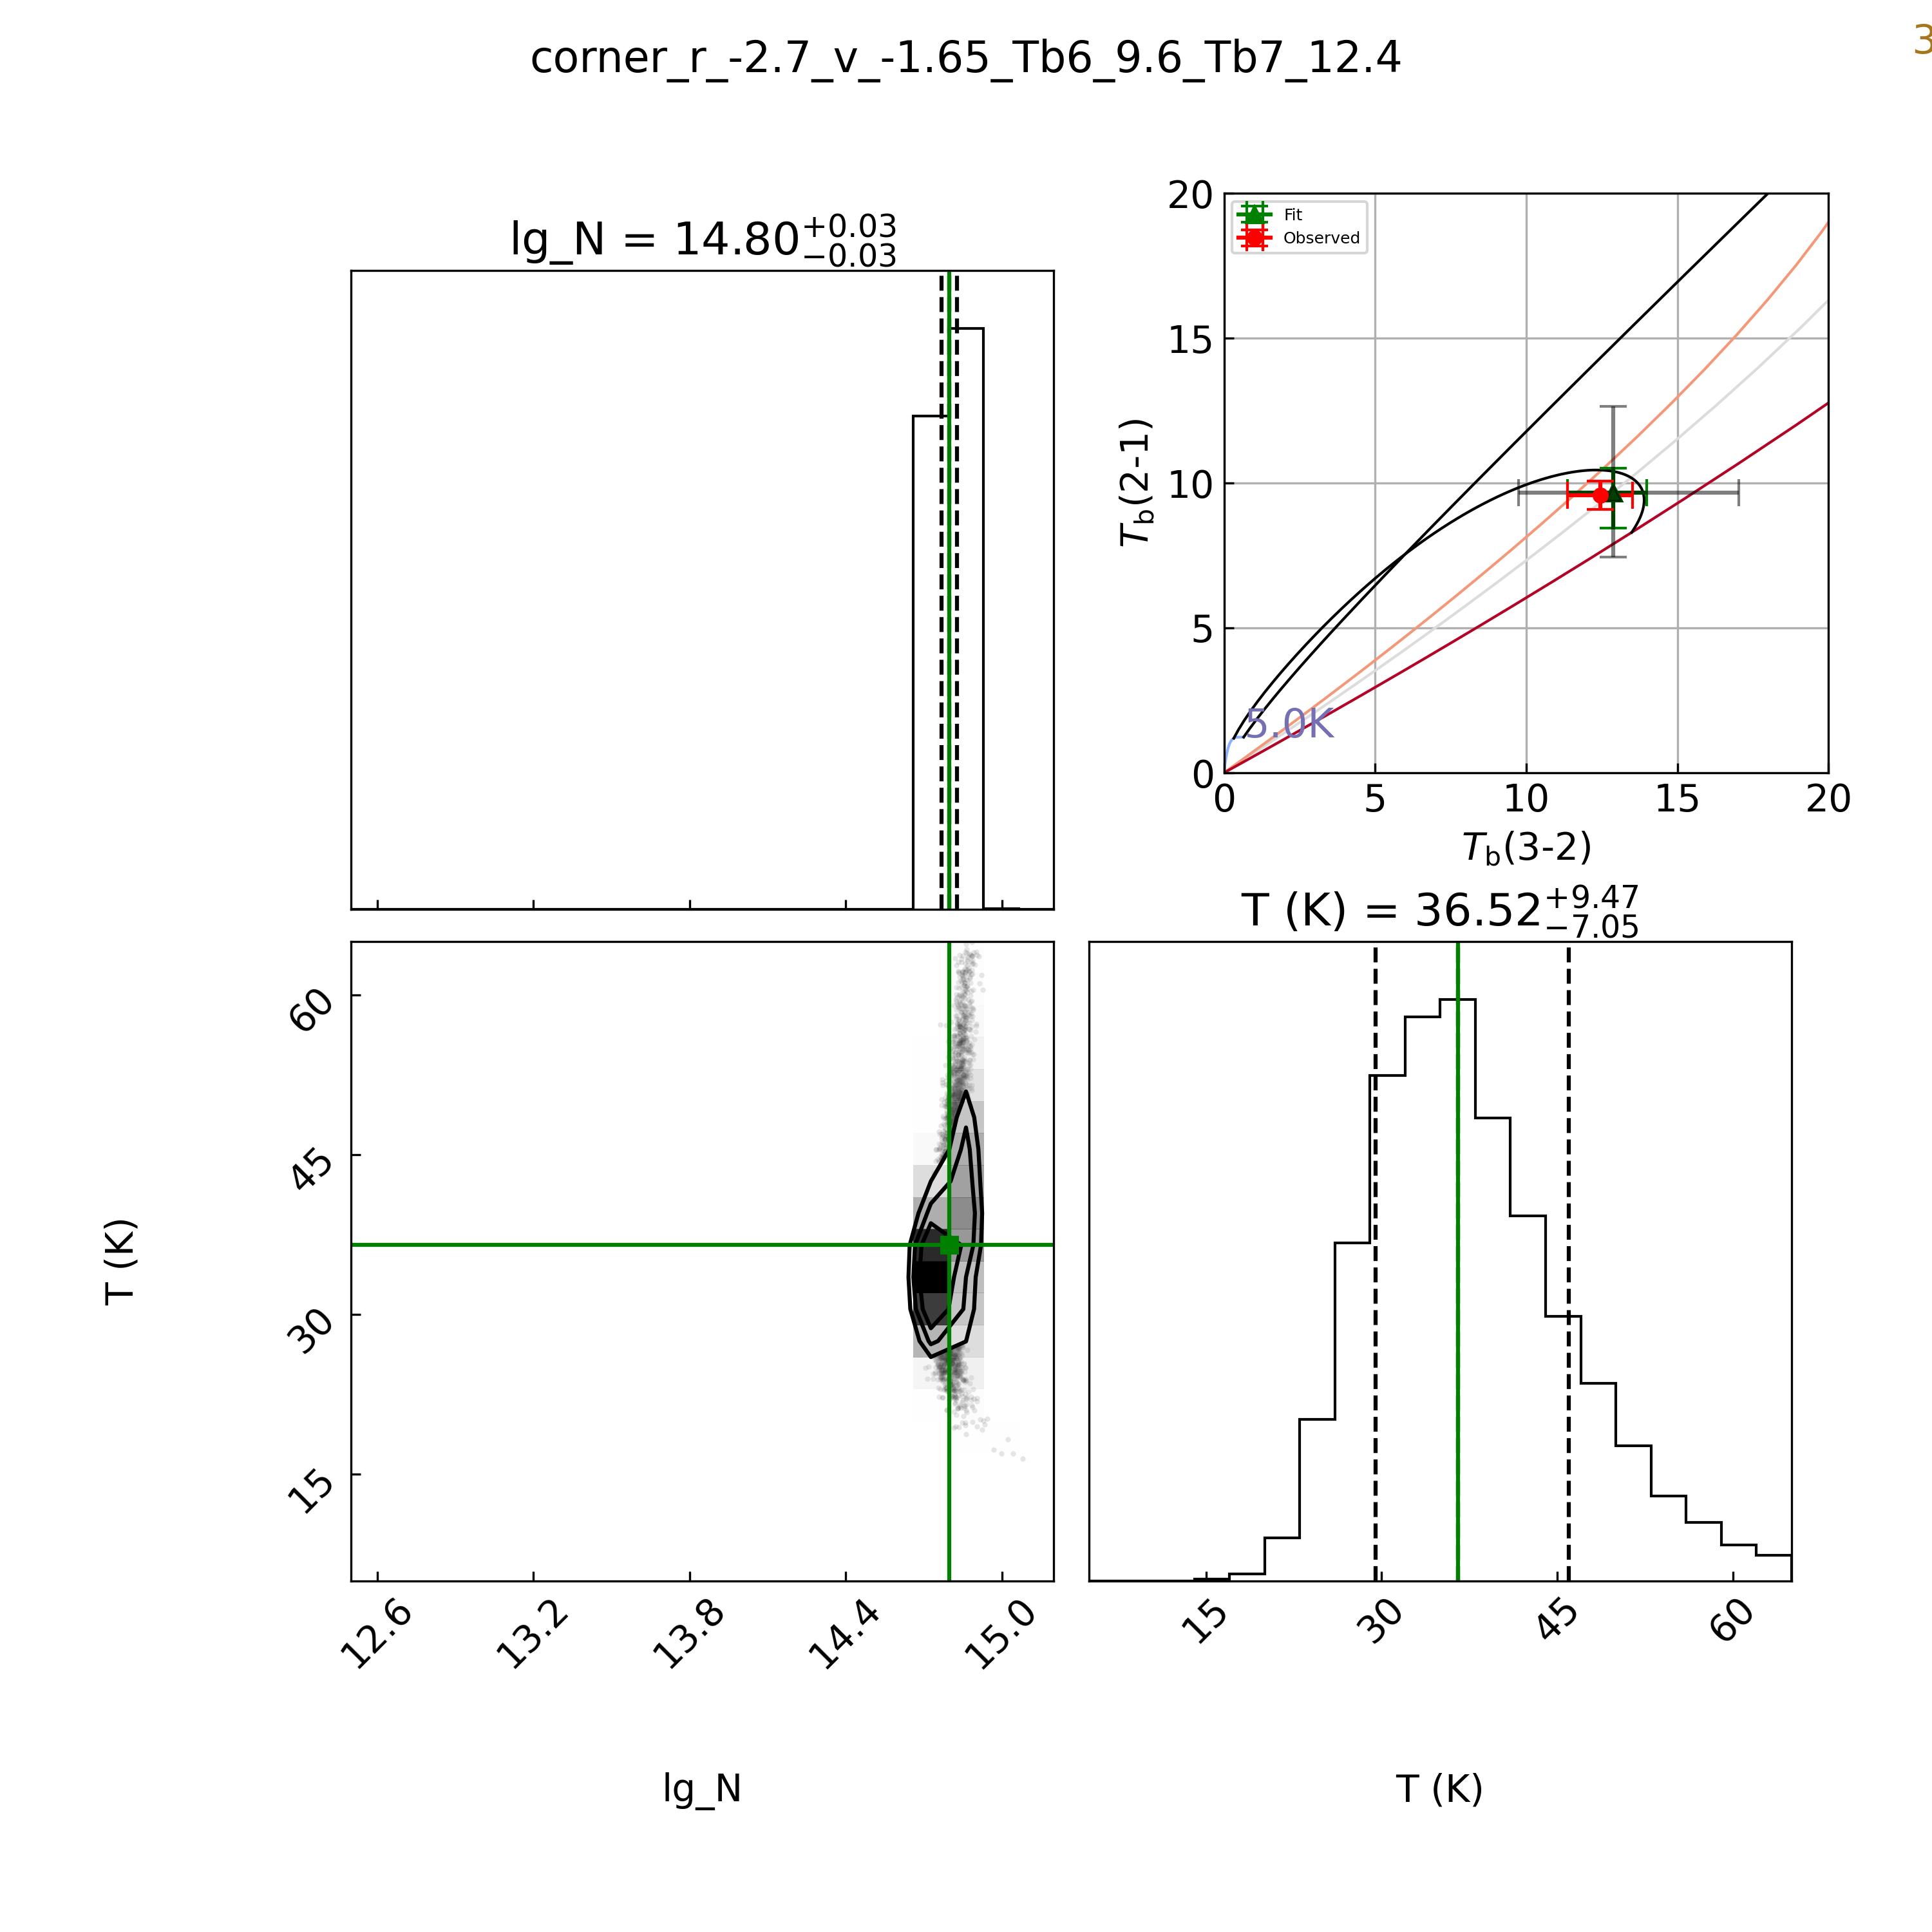 corner_r_-2.7_v_-1.65_Tb6_9.6_Tb7_12.4
3
lg_N = 14.80+0.03−0.03
20
15
10
5
0
Tb(2-1)
Fit
Observed
5.0K
0 5 10 15 20
Tb(3-2)
T (K) = 36.52+9.47−7.05
60
45
30
15
T (K)
12.6 13.2 13.8 14.4 15.0
lg_N
15 30 45 60
T (K)